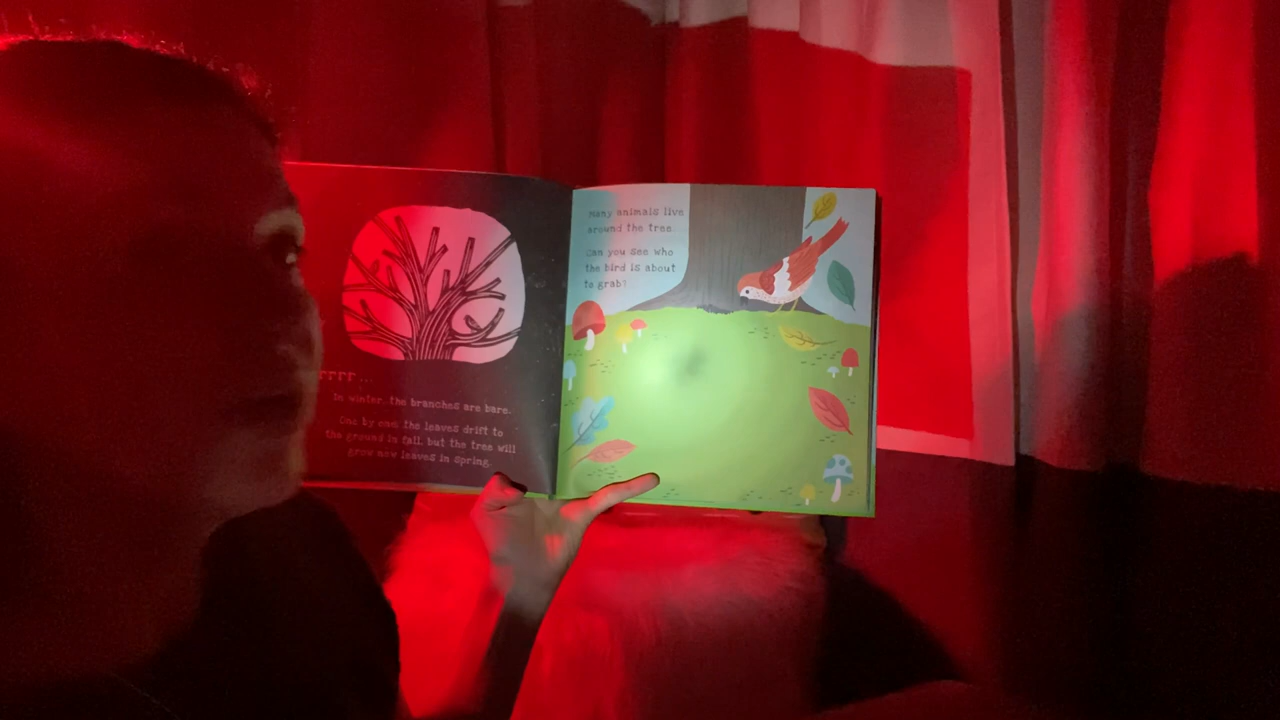 rrrr...
In winter, the branches are bare.
One by one, the leaves drift to
the ground in fall, but the tree will
grow new leaves in spring.
Many animals live
around the tree.
Can you see who
the bird is about
to grab?